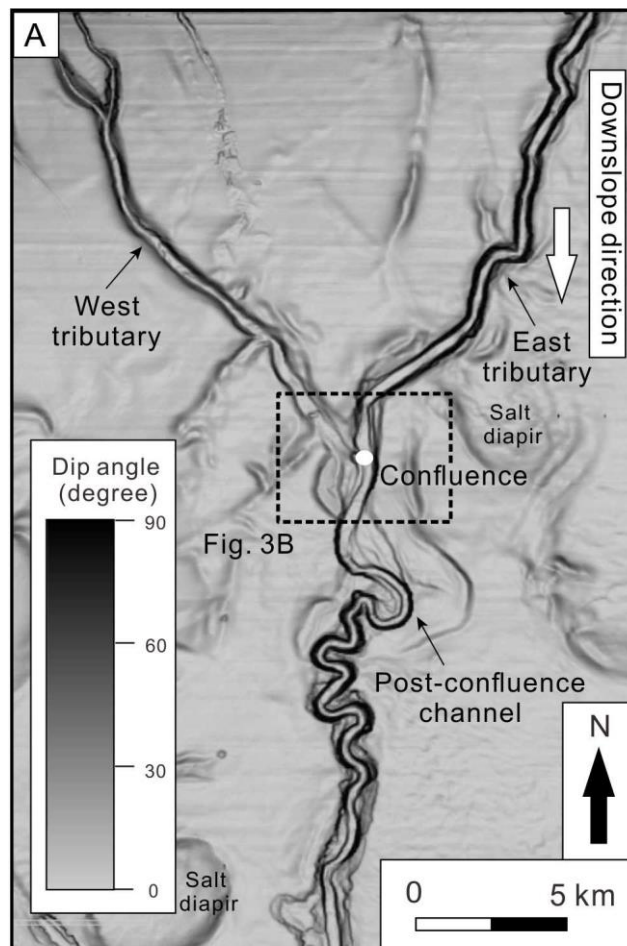 A
Downslope direction
West
tributary
East
tributary
Salt
diapir
Dip angle
(degree)
90
60
30
0
Confluence
Fig. 3B
Post-confluence
channel
N
Salt
diapir
0
5 km